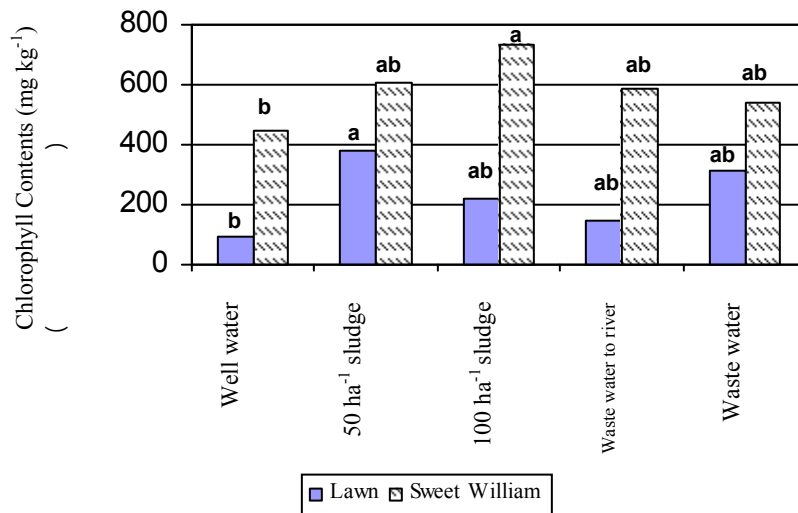 Chlorophyll Contents (mg kg⁻¹)
( )
800
600
400
200
0
b
b
a
ab
ab
a
ab
ab
ab
ab
Well water
50 ha⁻¹ sludge
100 ha⁻¹ sludge
Waste water to river
Waste water
Lawn Sweet William